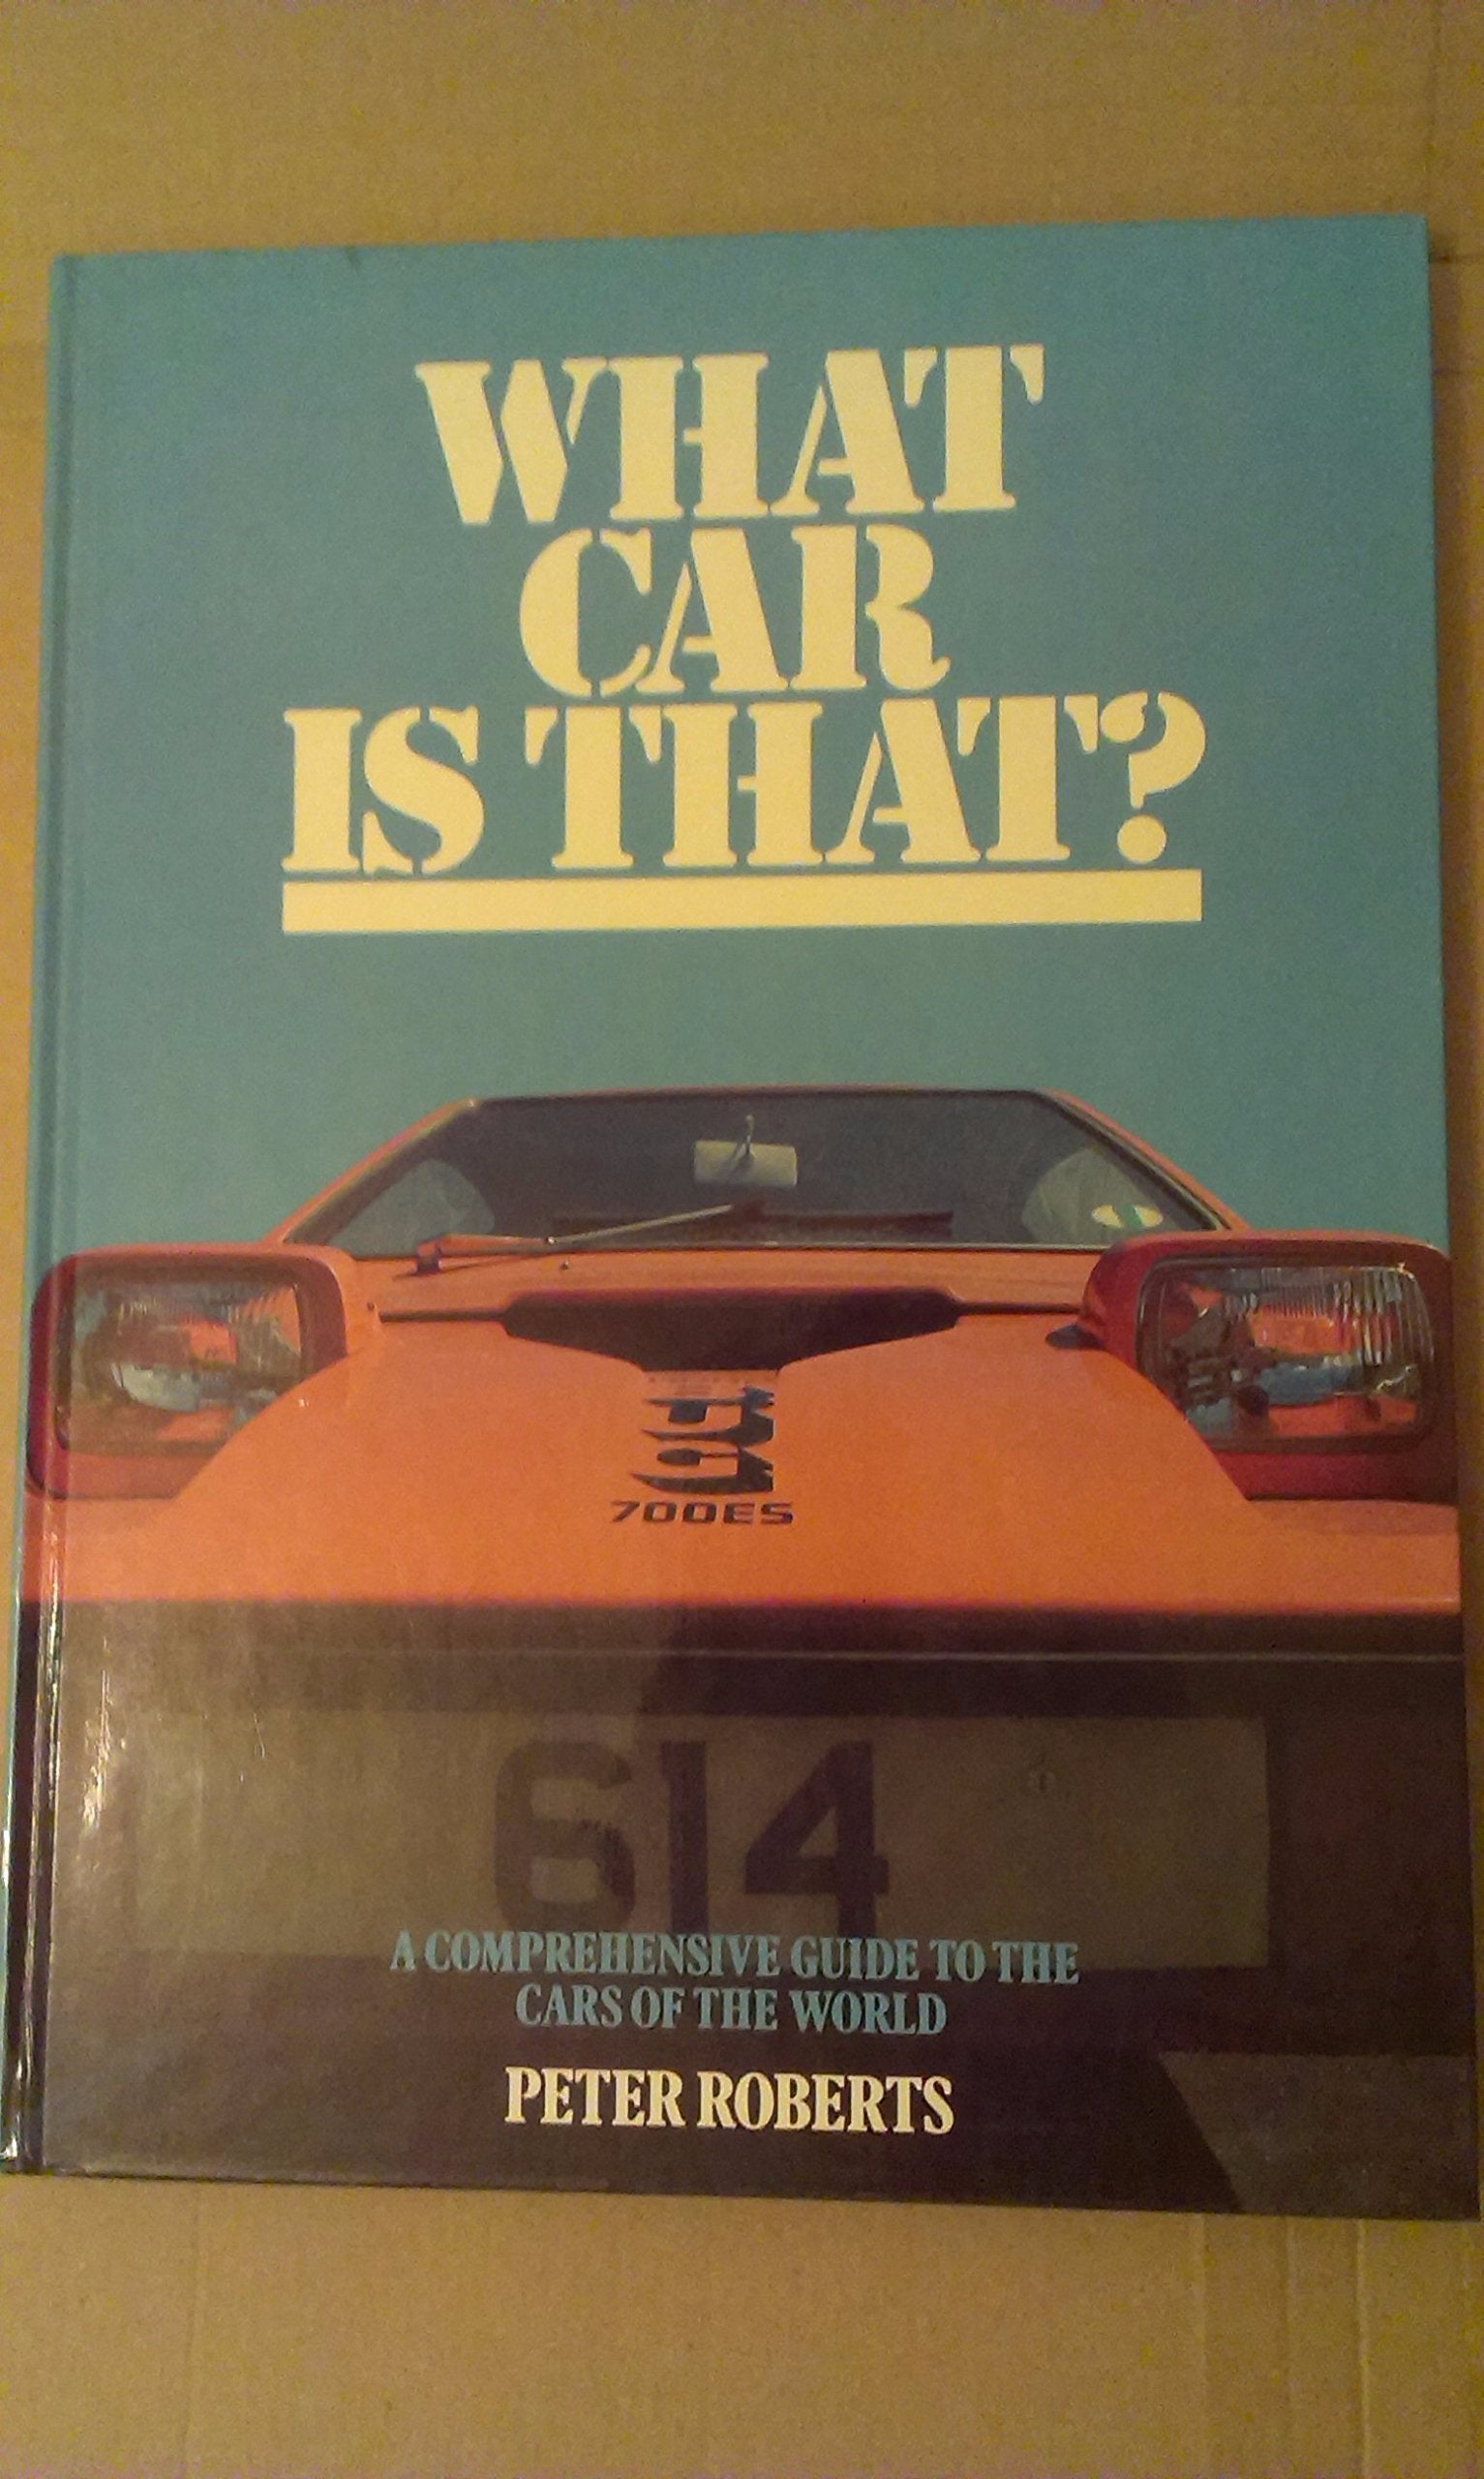 WHAT
CAR
IS THAT?
700ES
614
A COMPREHENSIVE GUIDE TO THE
CARS OF THE WORLD
PETER ROBERTS